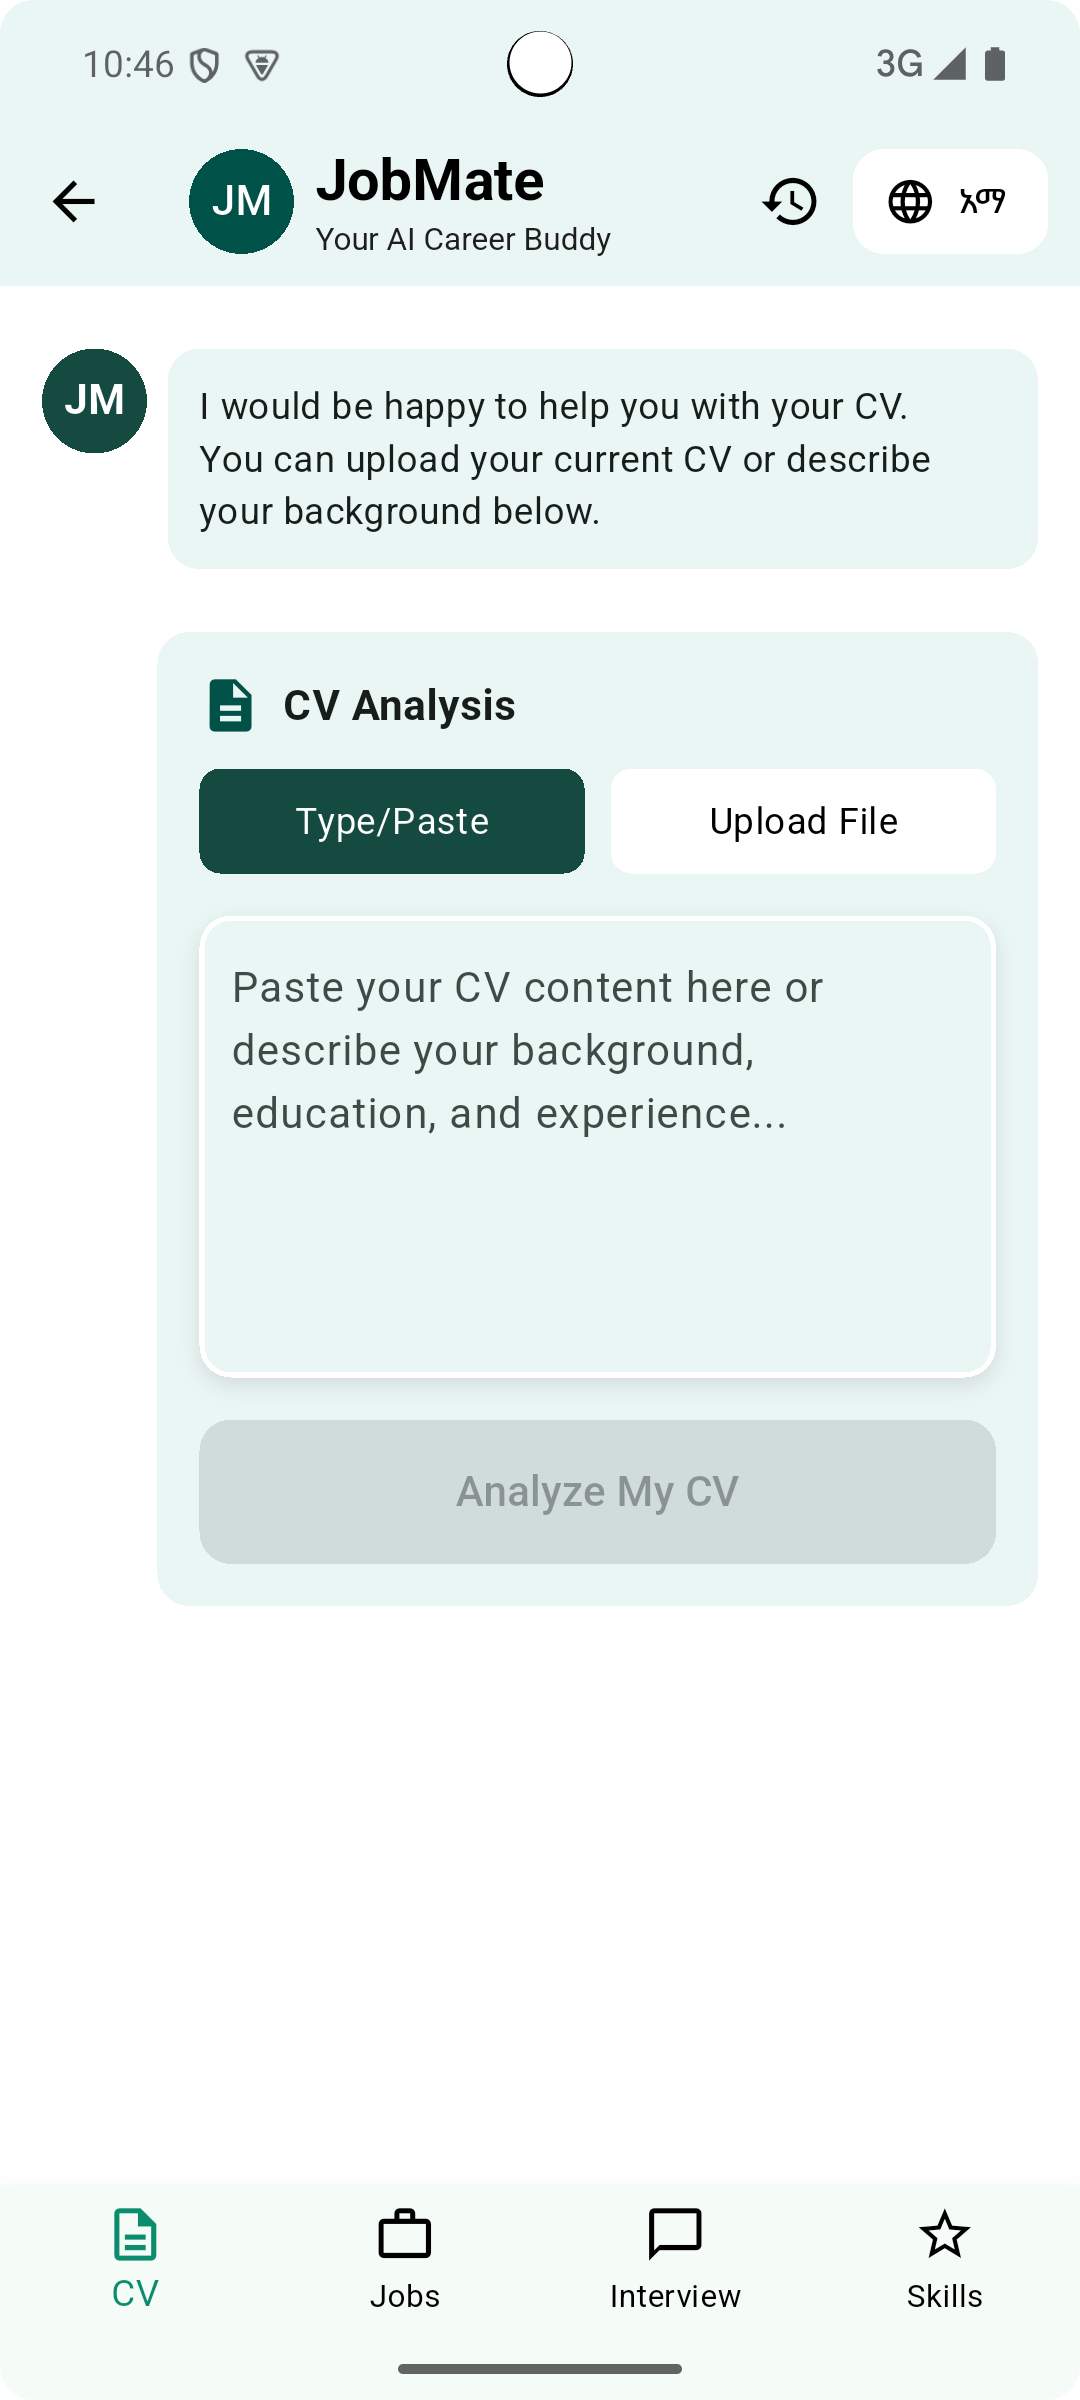 10:46
3G
JM
JobMate
Your AI Career Buddy
አማ
JM
I would be happy to help you with your CV.
You can upload your current CV or describe
your background below.
CV Analysis
Type/Paste
Upload File
Paste your CV content here or
describe your background,
education, and experience...
Analyze My CV
CV
Jobs
Interview
Skills